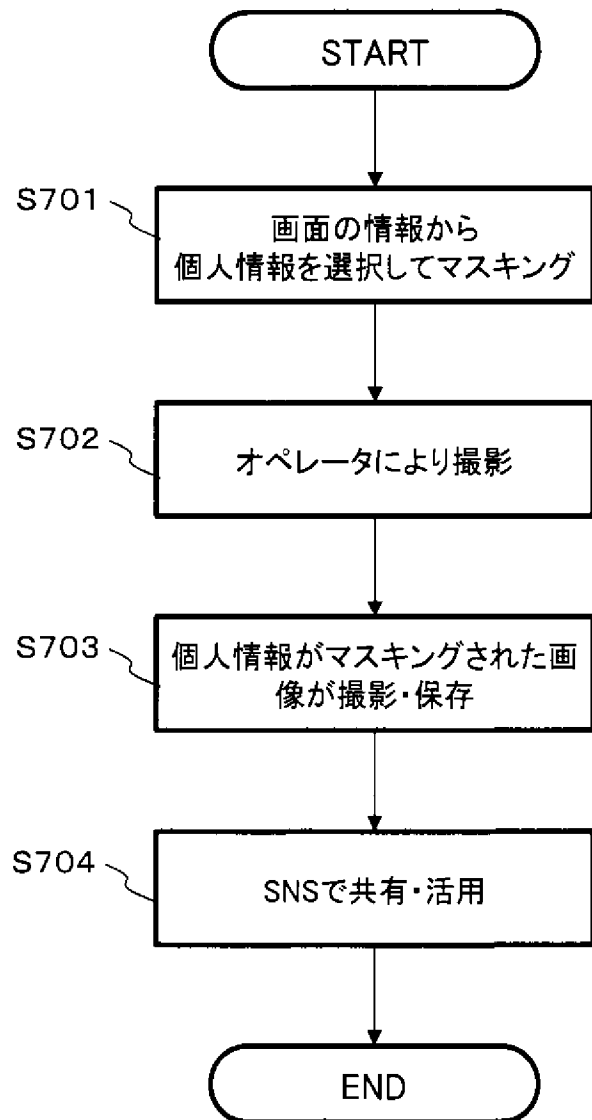 START
S701
画面の情報から
個人情報を選択してマスキング
S702
オペレータにより撮影
S703
個人情報がマスキングされた画
像が撮影・保存
S704
SNSで共有・活用
END